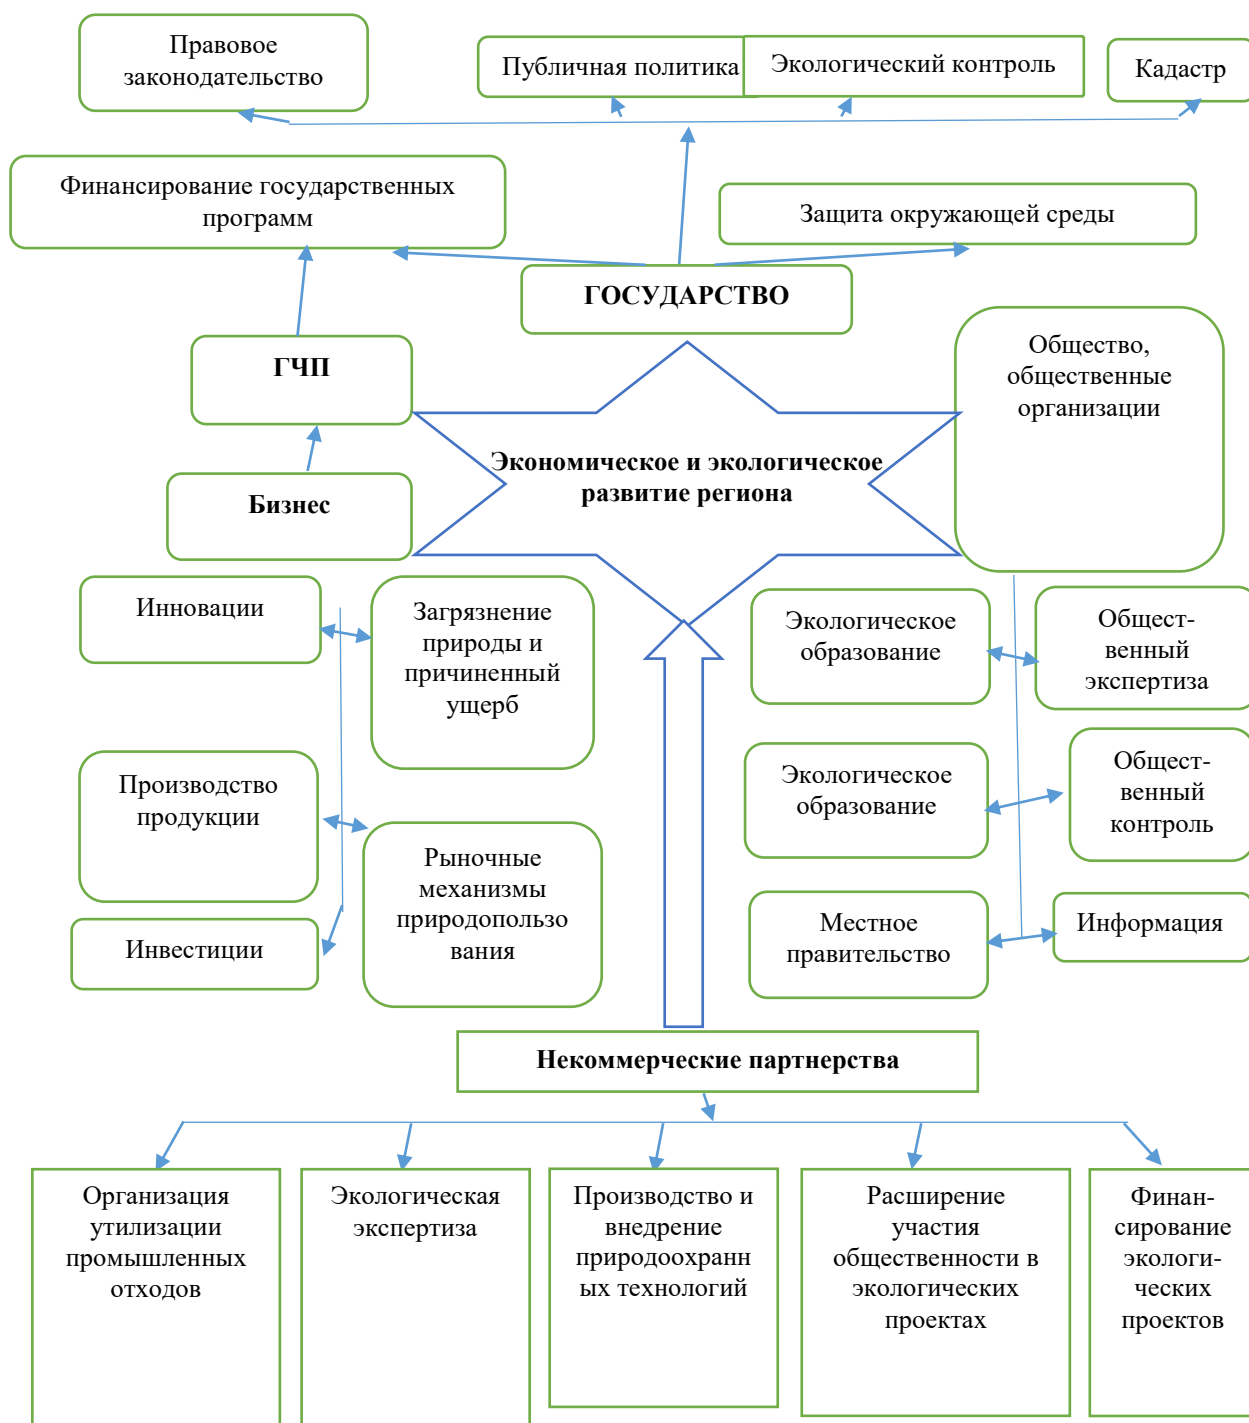 Правовое
законодательство
Публичная политика
Экологический контроль
Кадастр
Финансирование государственных
программ
Защита окружающей среды
ГОСУДАРСТВО
ГЧП
Общество,
общественные
организации
Экономическое и экологическое
развитие региона
Бизнес
Инновации
Загрязнение
природы и
причиненный
ущерб
Экологическое
образование
Общест-
венный
экспертиза
Производство
продукции
Рыночные
механизмы
природопользо
вания
Экологическое
образование
Общест-
венный
контроль
Инвестиции
Местное
правительство
Информация
Некоммерческие партнерства
Организация
утилизации
промышленных
отходов
Экологическая
экспертиза
Производство и
внедрение
природоохранн
ых технологий
Расширение
участия
общественности в
экологических
проектах
Финан-
сирование
экологи-
ческих
проектов